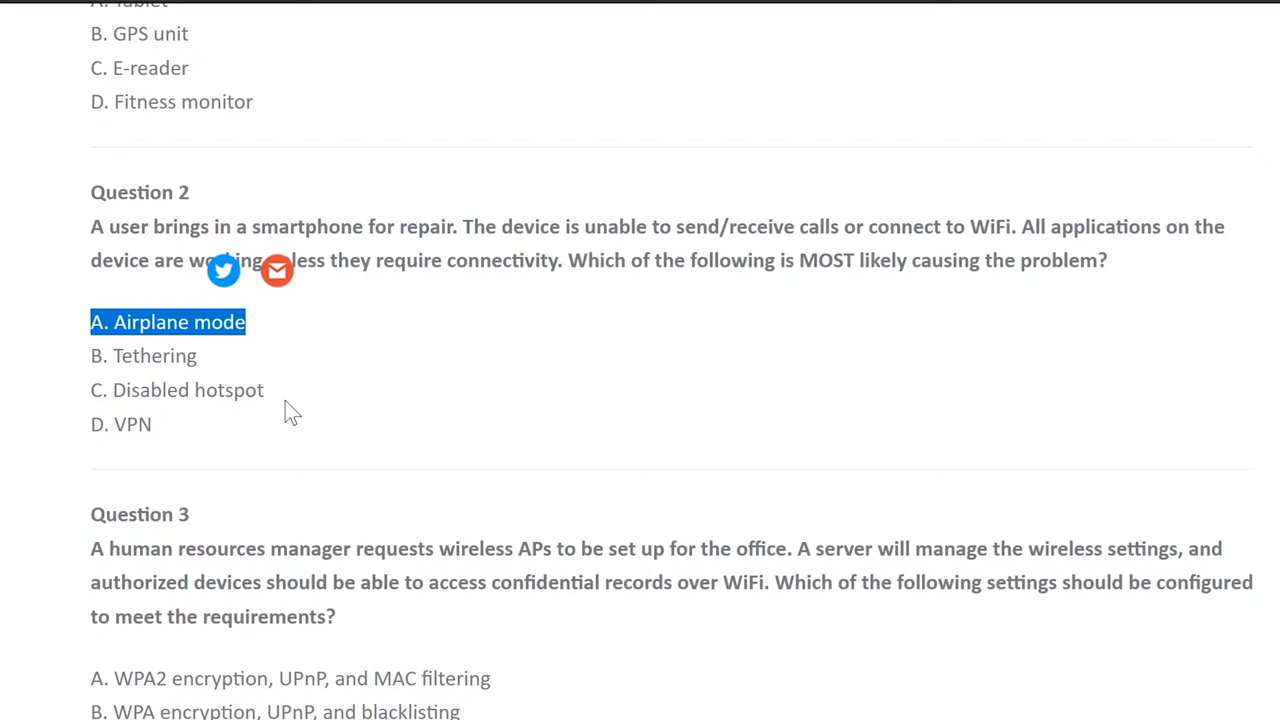 A. Tablet
B. GPS unit
C. E-reader
D. Fitness monitor
Question 2
A user brings in a smartphone for repair. The device is unable to send/receive calls or connect to WiFi. All applications on the
device are they require connectivity. Which of the following is MOST likely causing the problem?
A. Airplane mode
B. Tethering
C. Disabled hotspot
D. VPN
Question 3
A human resources manager requests wireless APs to be set up for the office. A server will manage the wireless settings, and
authorized devices should be able to access confidential records over WiFi. Which of the following settings should be configured
to meet the requirements?
A. WPA2 encryption, UPnP, and MAC filtering
B. WPA encryption, UPnP, and blacklisting